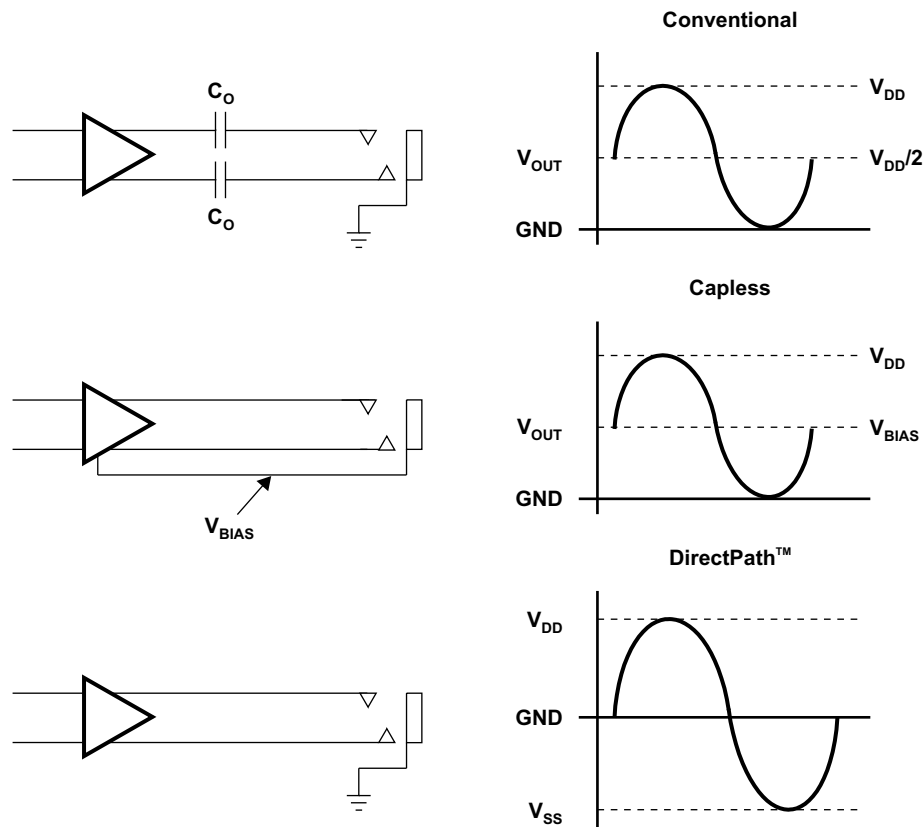 Conventional
C_O
C_O
V_DD
V_OUT
V_DD/2
GND
Capless
V_BIAS
V_DD
V_OUT
V_BIAS
GND
DirectPath™
V_DD
GND
V_SS